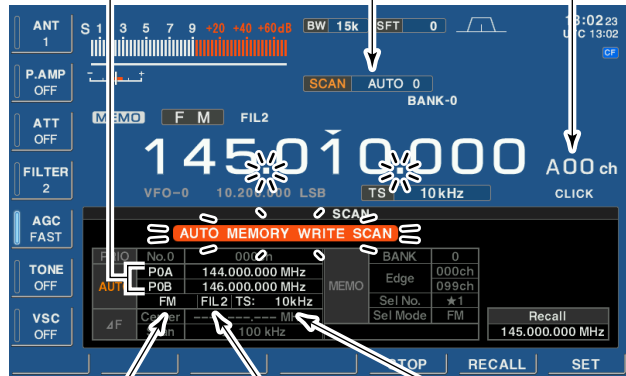 ANT
1
S 1 3 5 7 9 +20 +40 +60dB
BW 15k SFT 0
13:02 23
UTC 13:02
CF
P.AMP
OFF
SCAN AUTO 0
BANK-0
ATT
OFF
MEMO FM FIL2
145.010.000
A00 ch
FILTER
2
VFO-0 10.200.000 LSB
TS 10kHz
CLICK
AGC
FAST
SCAN
AUTO MEMORY WRITE SCAN
PRIO No.0 000ch
BANK 0
AUTO
P0A 144.000.000 MHz
P0B 146.000.000 MHz
MEMO
Edge 000ch
099ch
TONE
OFF
FM FIL2 TS: 10kHz
Sel No. ★1
⊿F
Center --.---.--- MHz
Sel Mode FM
Span 100 kHz
Recall
145.000.000 MHz
VSC
OFF
STOP RECALL SET